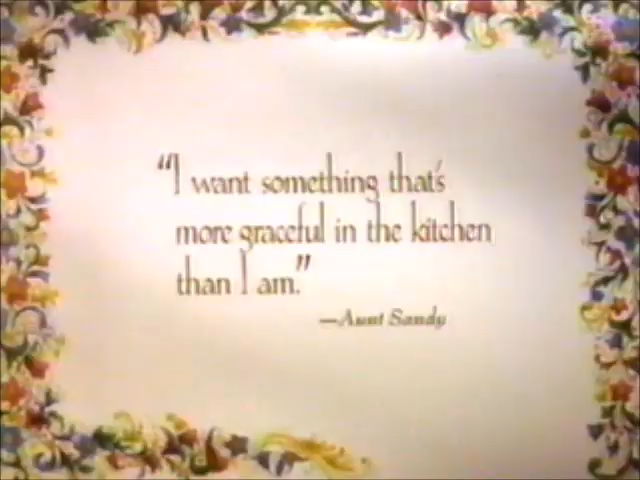 “I want something that's
more graceful in the kitchen
than I am.”
—Aunt Sandy